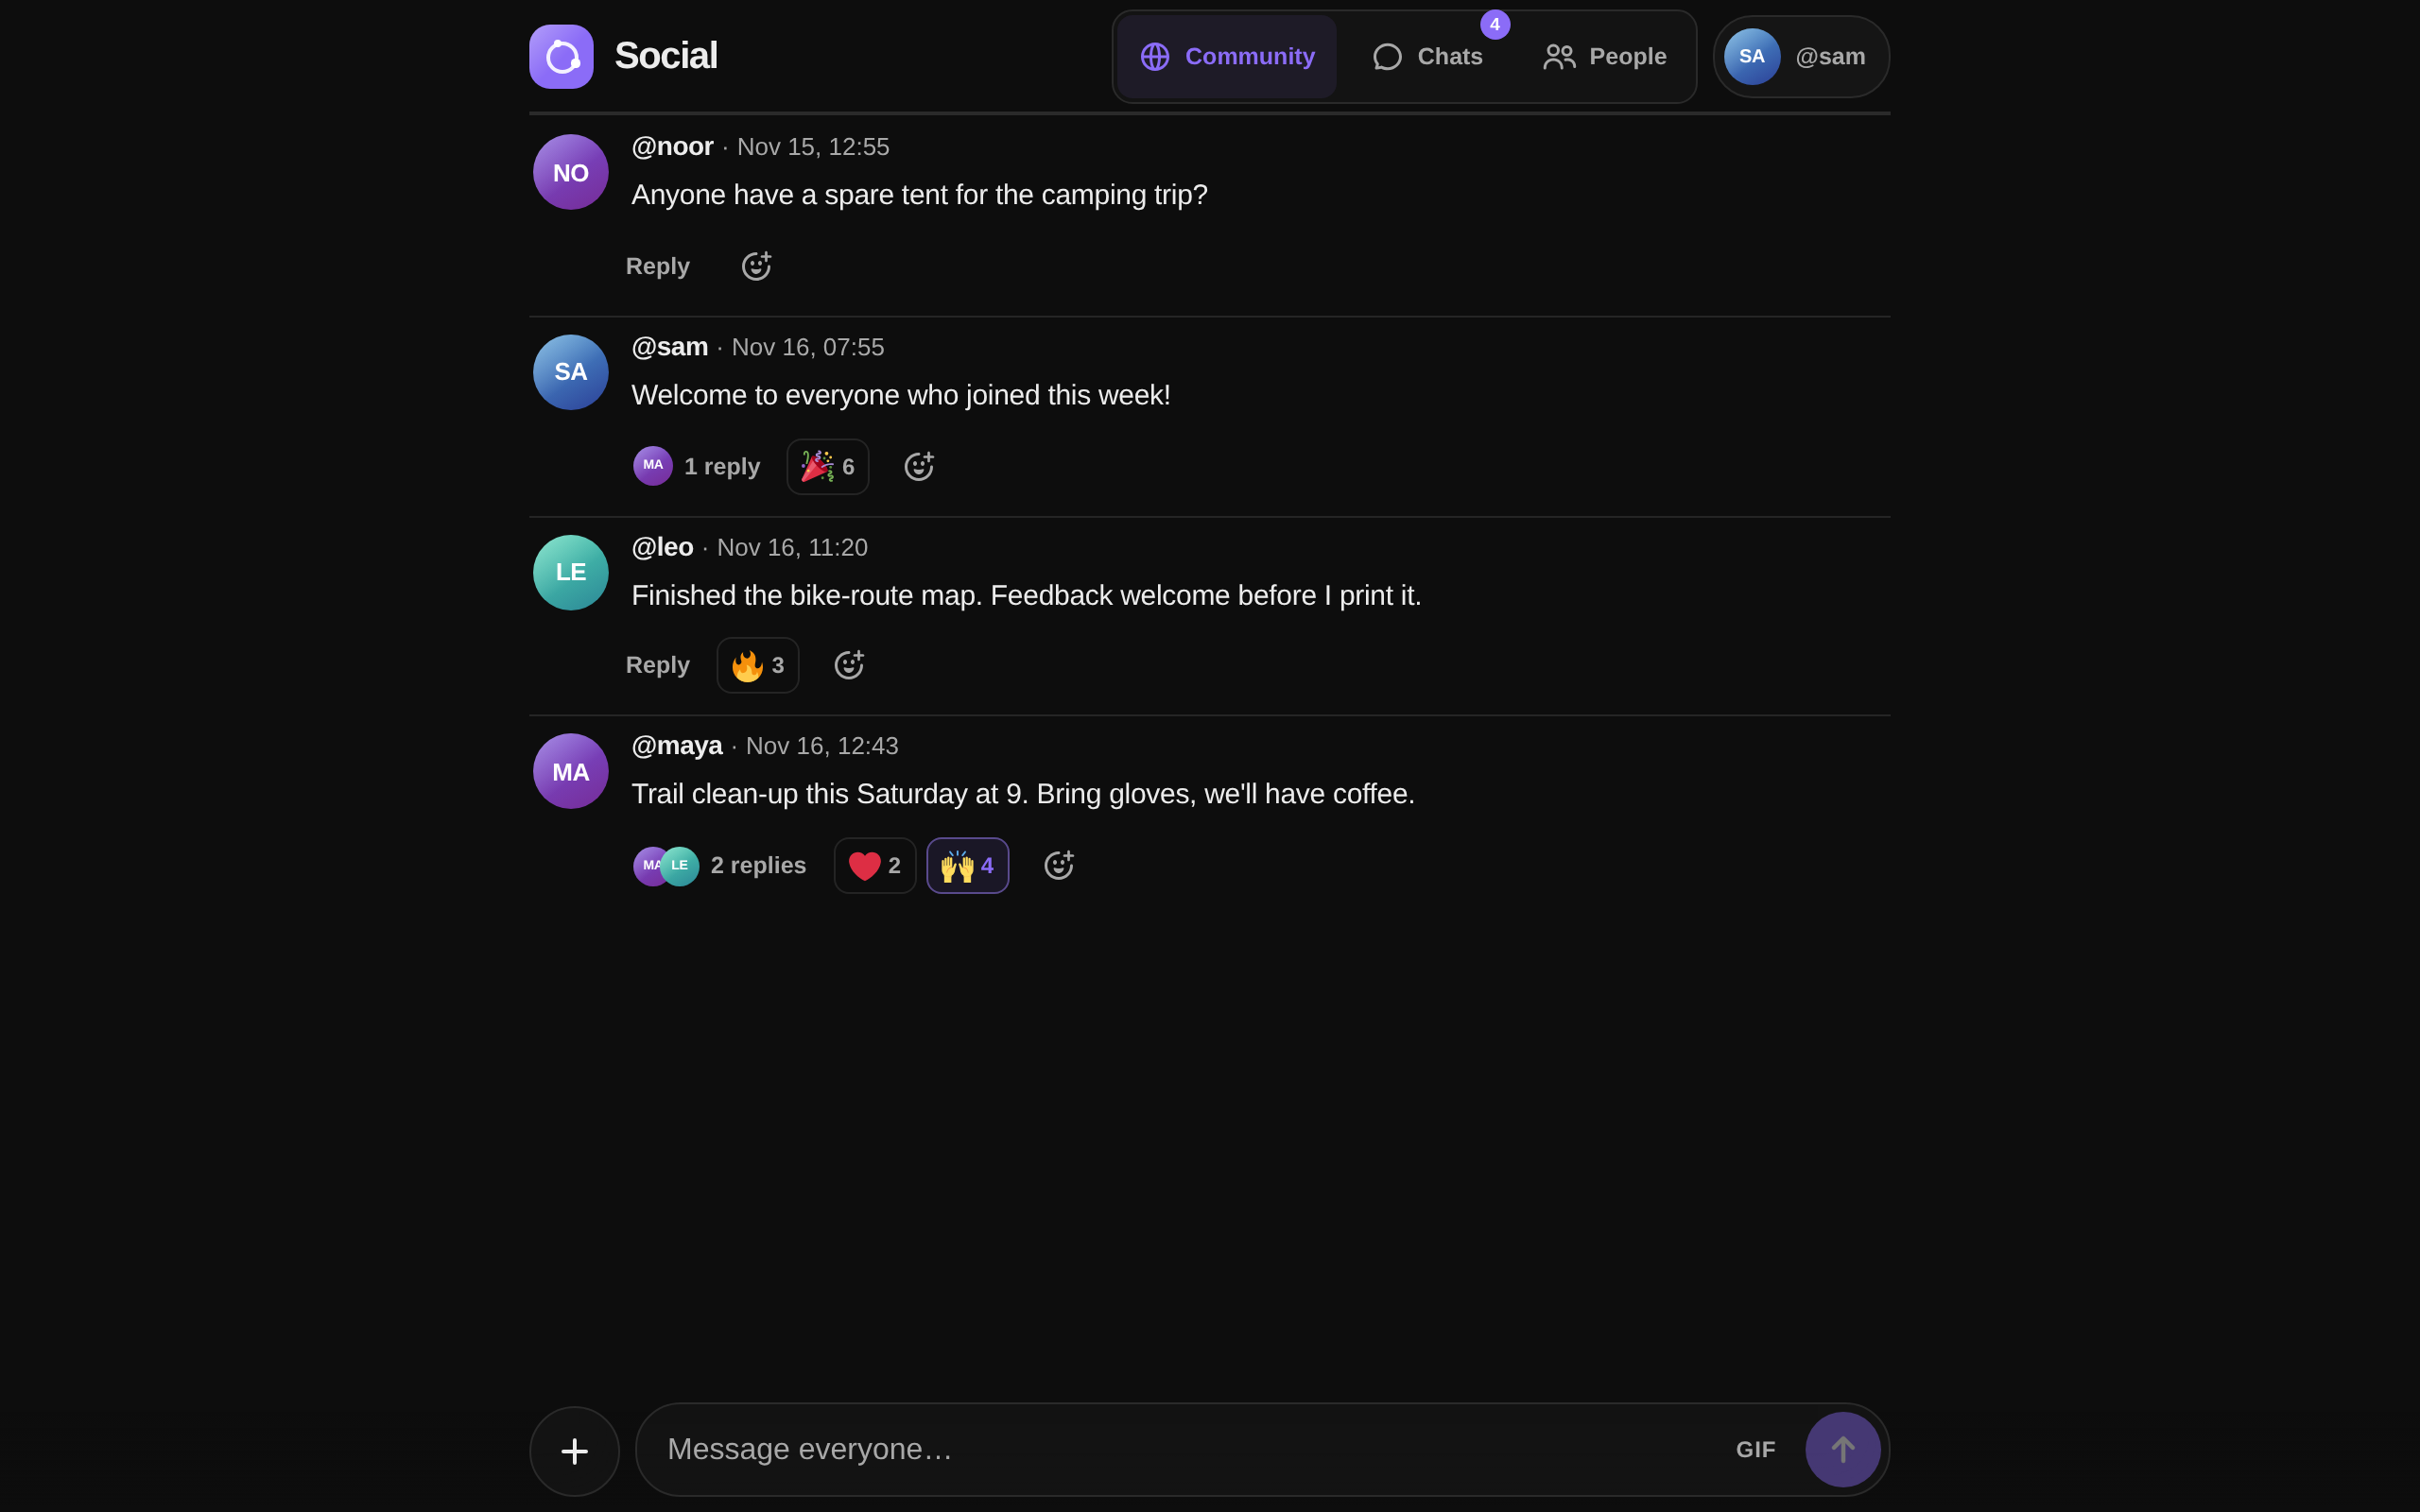 Social
Community
Chats
4
People
SA
@sam
NO
@noor · Nov 15, 12:55
Anyone have a spare tent for the camping trip?
Reply
SA
@sam · Nov 16, 07:55
Welcome to everyone who joined this week!
MA
1 reply
6
LE
@leo · Nov 16, 11:20
Finished the bike-route map. Feedback welcome before I print it.
Reply
3
MA
@maya · Nov 16, 12:43
Trail clean-up this Saturday at 9. Bring gloves, we'll have coffee.
MA
LE
2 replies
2
4
Message everyone…
GIF